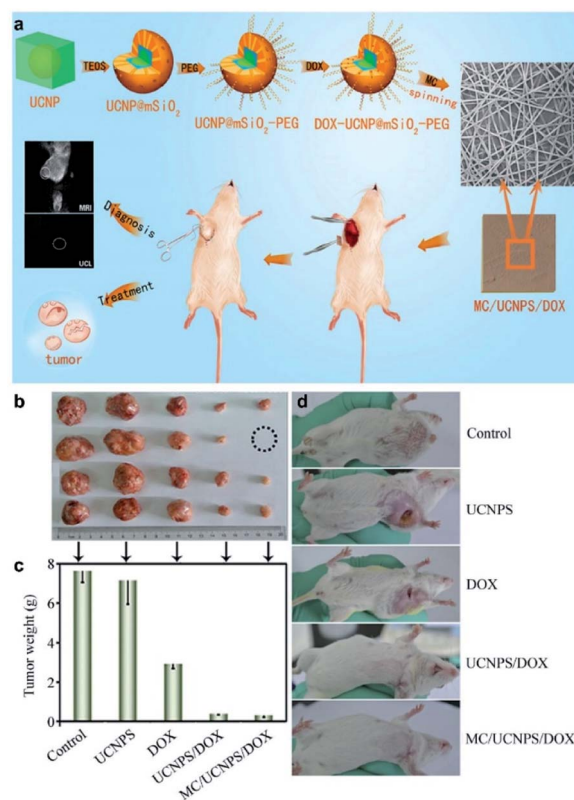 a
TEOS
PEG
DOX
MC
spinning
UCNP
UCNP@mSiO₂
UCNP@mSiO₂-PEG
DOX-UCNP@mSiO₂-PEG
MRI
UCL
Diagnosis
Treatment
tumor
MC/UCNPS/DOX
b
c
Tumor weight (g)
8
6
4
2
0
Control
UCNPS
DOX
UCNPS/DOX
MC/UCNPS/DOX
d
Control
UCNPS
DOX
UCNPS/DOX
MC/UCNPS/DOX